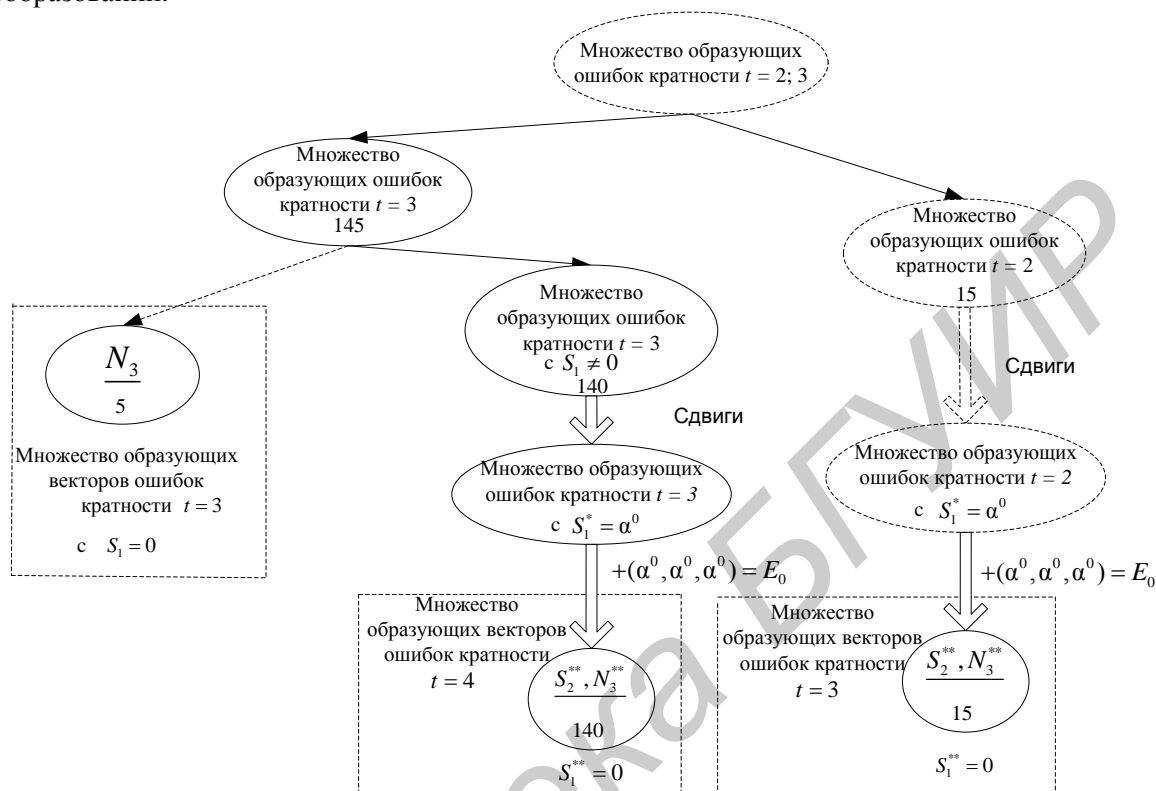 образующих
ошибок кратности t = 2; 3
Множество
образующих ошибок
кратности t = 3
145
Множество
образующих ошибок
кратности t = 2
15
Множество
образующих ошибок
кратности t = 3
с S₁ ≠ 0
140
N₃
5
Множество образующих
векторов ошибок
кратности t = 3
с S₁ = 0
Сдвиги
Сдвиги
Множество образующих
ошибок кратности t = 3
с S₁* = α⁰
Множество образующих
ошибок кратности t = 2
с S₁* = α⁰
+(α⁰, α⁰, α⁰) = E₀
+(α⁰, α⁰, α⁰) = E₀
Множество
образующих векторов
ошибок кратности
t = 4
S₂**, N₃**
140
S₁** = 0
Множество
образующих векторов
ошибок кратности
t = 3
S₂**, N₃**
15
S₁** = 0
БГУИР